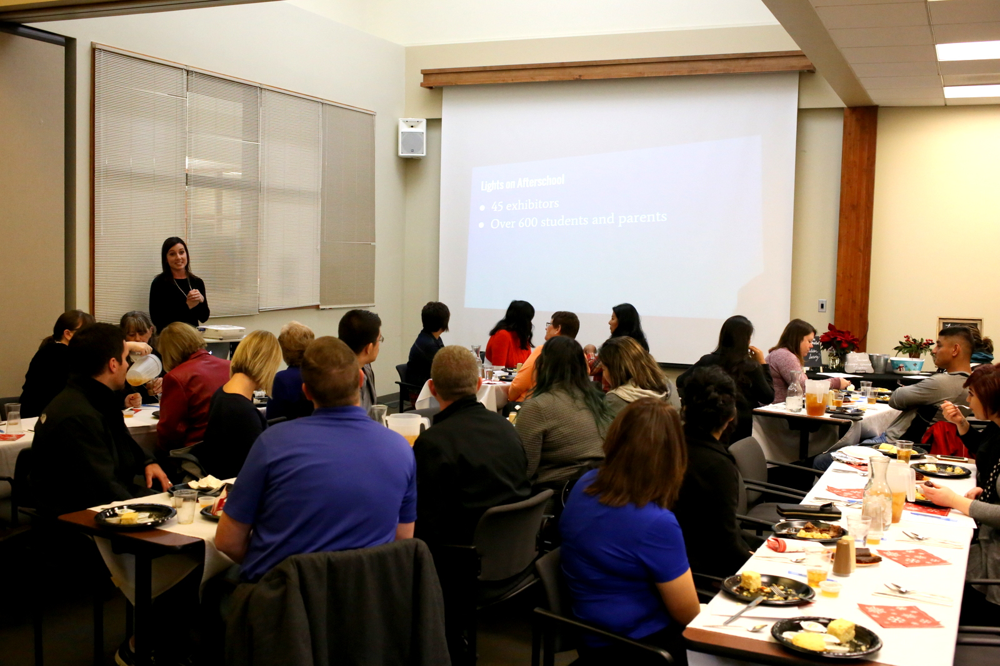 Lights on Afterschool
• 45 exhibitors
• Over 600 students and parents